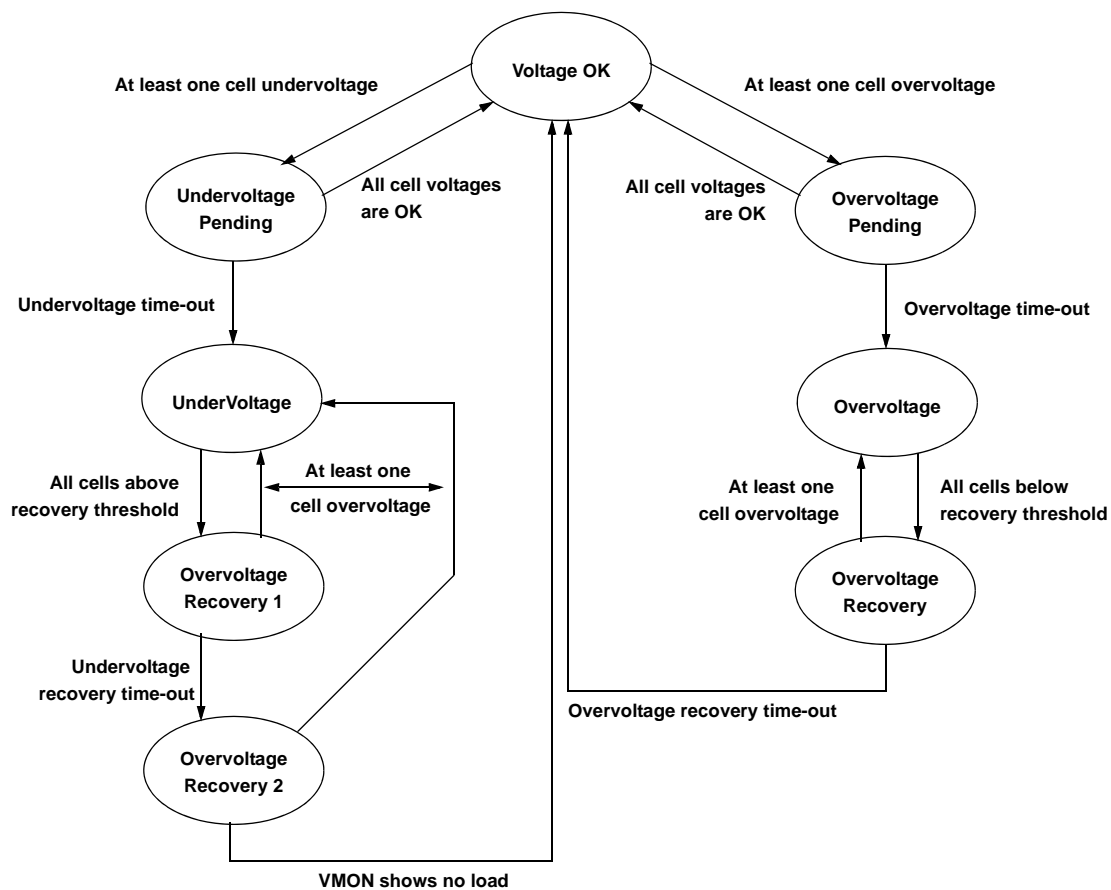 Voltage OK
At least one cell undervoltage
At least one cell overvoltage
Undervoltage
Pending
All cell voltages
are OK
All cell voltages
are OK
Overvoltage
Pending
Undervoltage time-out
Overvoltage time-out
UnderVoltage
Overvoltage
All cells above
recovery threshold
At least one
cell overvoltage
At least one
cell overvoltage
All cells below
recovery threshold
Overvoltage
Recovery 1
Overvoltage
Recovery
Undervoltage
recovery time-out
Overvoltage recovery time-out
Overvoltage
Recovery 2
VMON shows no load